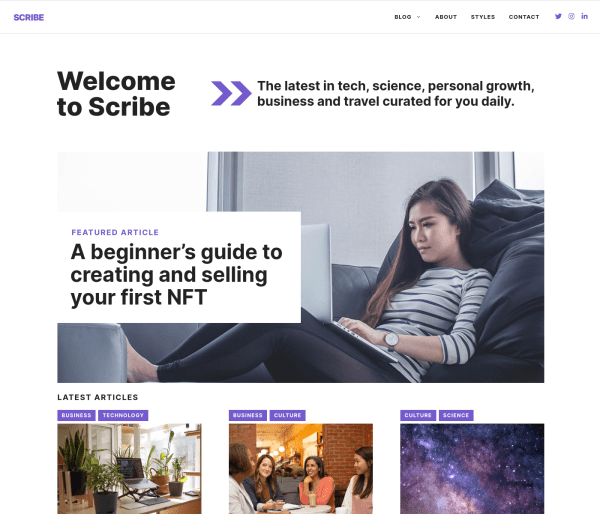 SCRIBE
BLOG ABOUT STYLES CONTACT
Welcome
to Scribe
The latest in tech, science, personal growth,
business and travel curated for you daily.
FEATURED ARTICLE
A beginner’s guide to
creating and selling
your first NFT
LATEST ARTICLES
BUSINESS TECHNOLOGY
BUSINESS CULTURE
CULTURE SCIENCE